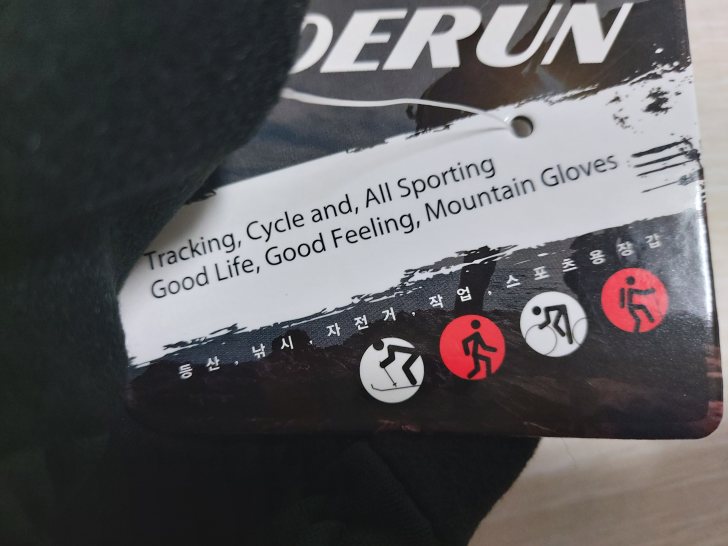 DERUN
Tracking, Cycle and, All Sporting
Good Life, Good Feeling, Mountain Gloves
등산, 낚시, 자전거, 작업, 스포츠용장갑